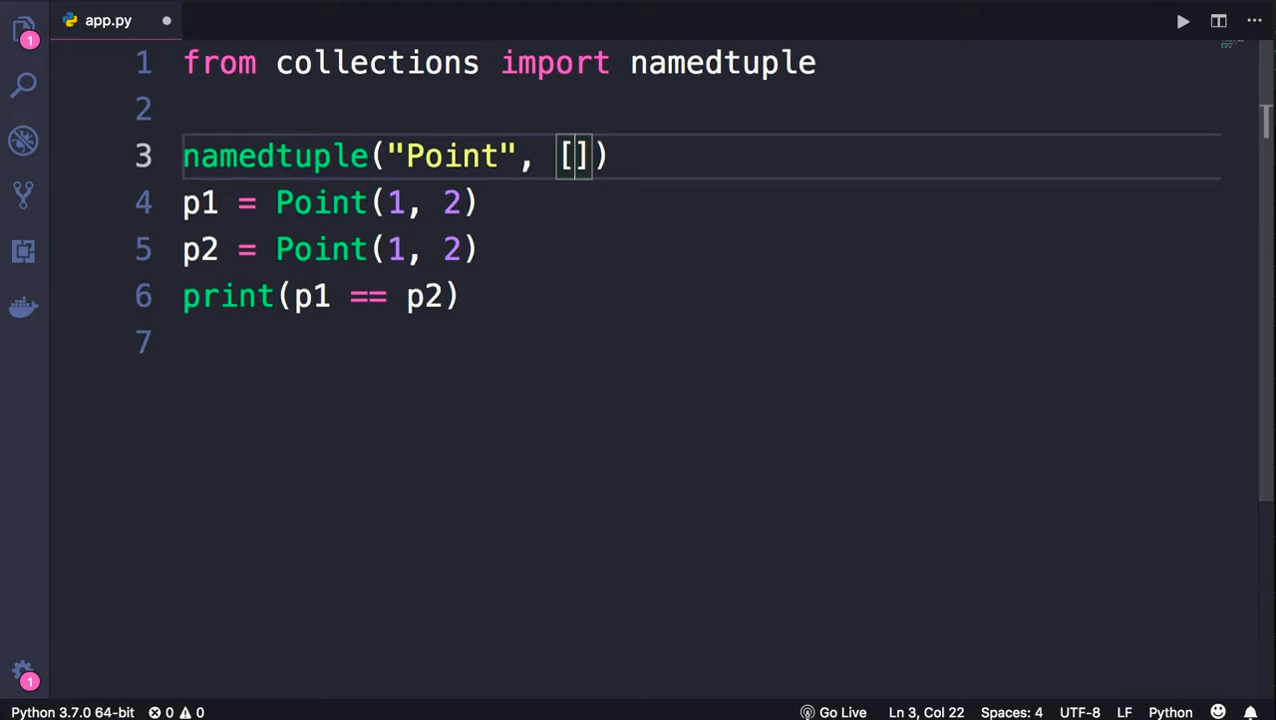 app.py
1 from collections import namedtuple
2
3 namedtuple("Point", [])
4 p1 = Point(1, 2)
5 p2 = Point(1, 2)
6 print(p1 == p2)
7
1
1
Python 3.7.0 64-bit 0 0 Go Live Ln 3, Col 22 Spaces: 4 UTF-8 LF Python